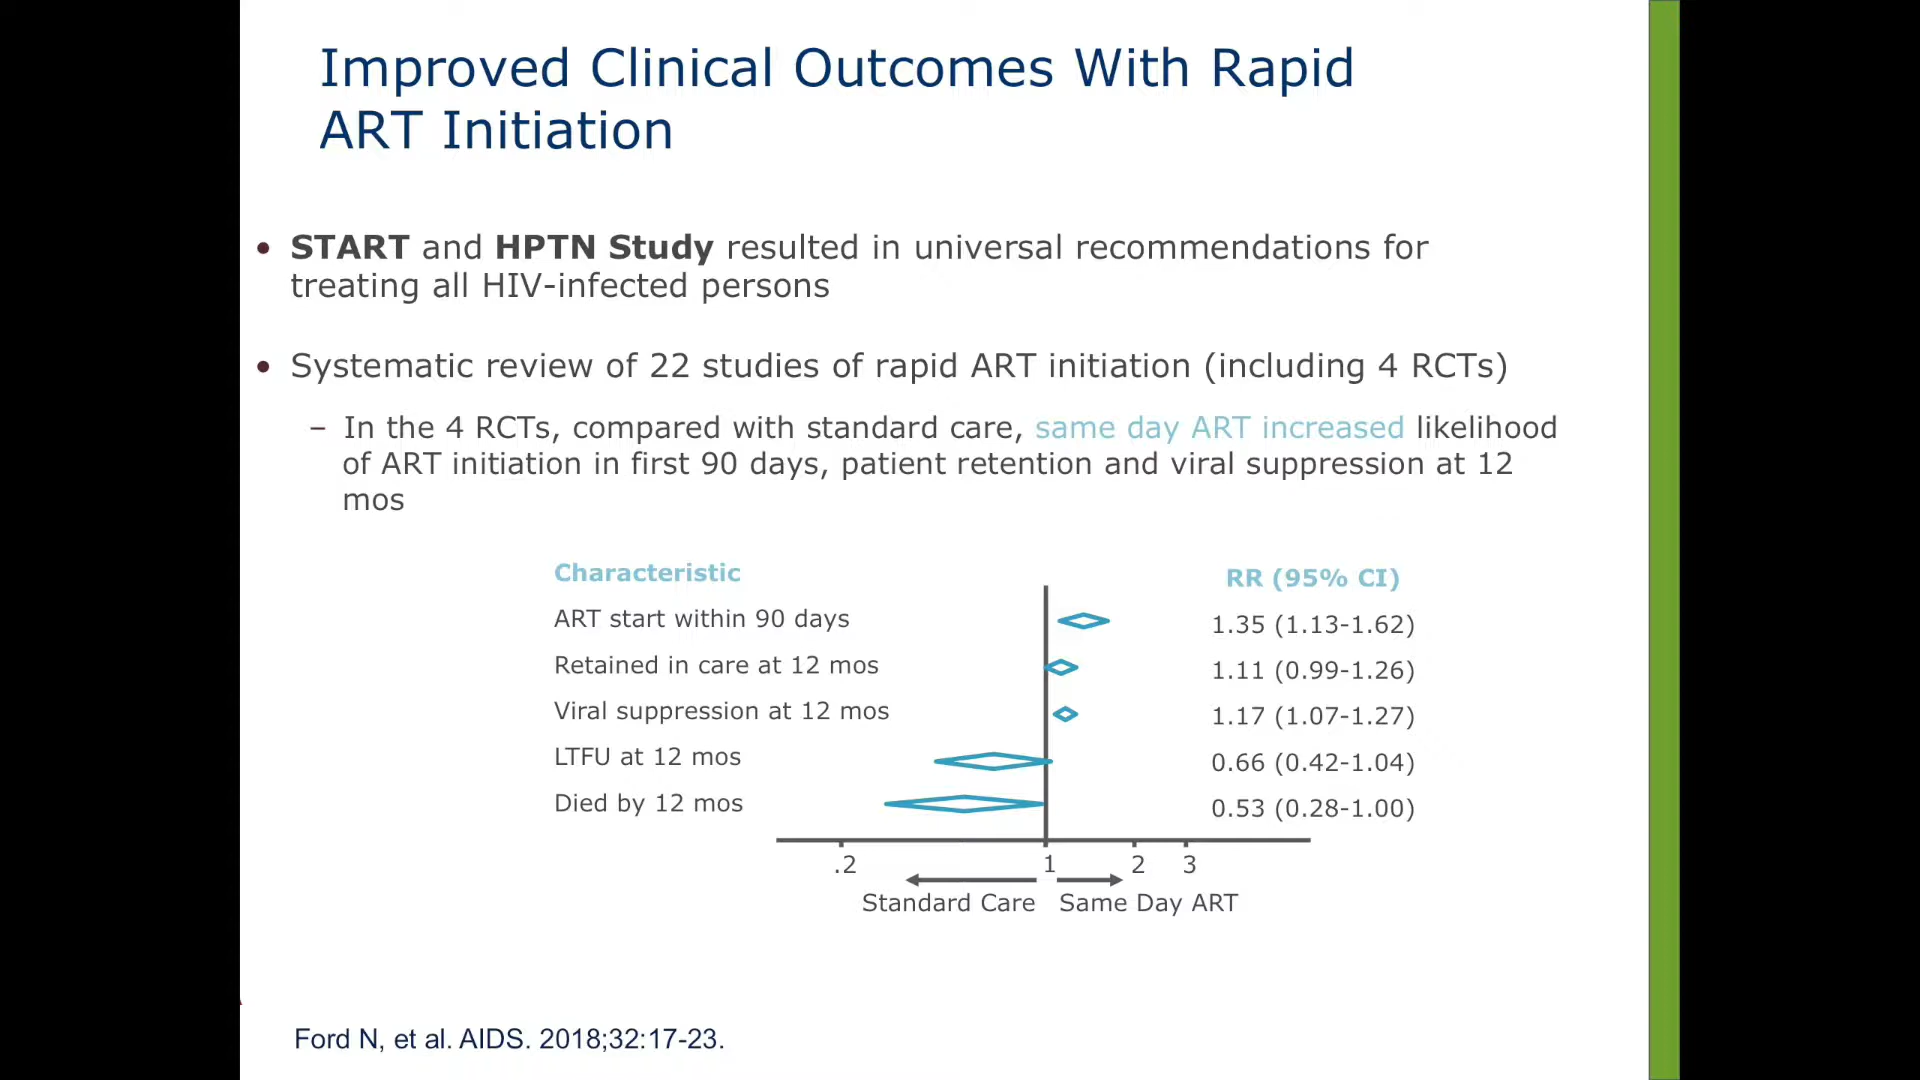 Improved Clinical Outcomes With Rapid
ART Initiation
• START and HPTN Study resulted in universal recommendations for
treating all HIV-infected persons
• Systematic review of 22 studies of rapid ART initiation (including 4 RCTs)
– In the 4 RCTs, compared with standard care, same day ART increased likelihood
of ART initiation in first 90 days, patient retention and viral suppression at 12
mos
Characteristic RR (95% CI)
ART start within 90 days 1.35 (1.13-1.62)
Retained in care at 12 mos 1.11 (0.99-1.26)
Viral suppression at 12 mos 1.17 (1.07-1.27)
LTFU at 12 mos 0.66 (0.42-1.04)
Died by 12 mos 0.53 (0.28-1.00)
.2 1 2 3
Standard Care Same Day ART
Ford N, et al. AIDS. 2018;32:17-23.